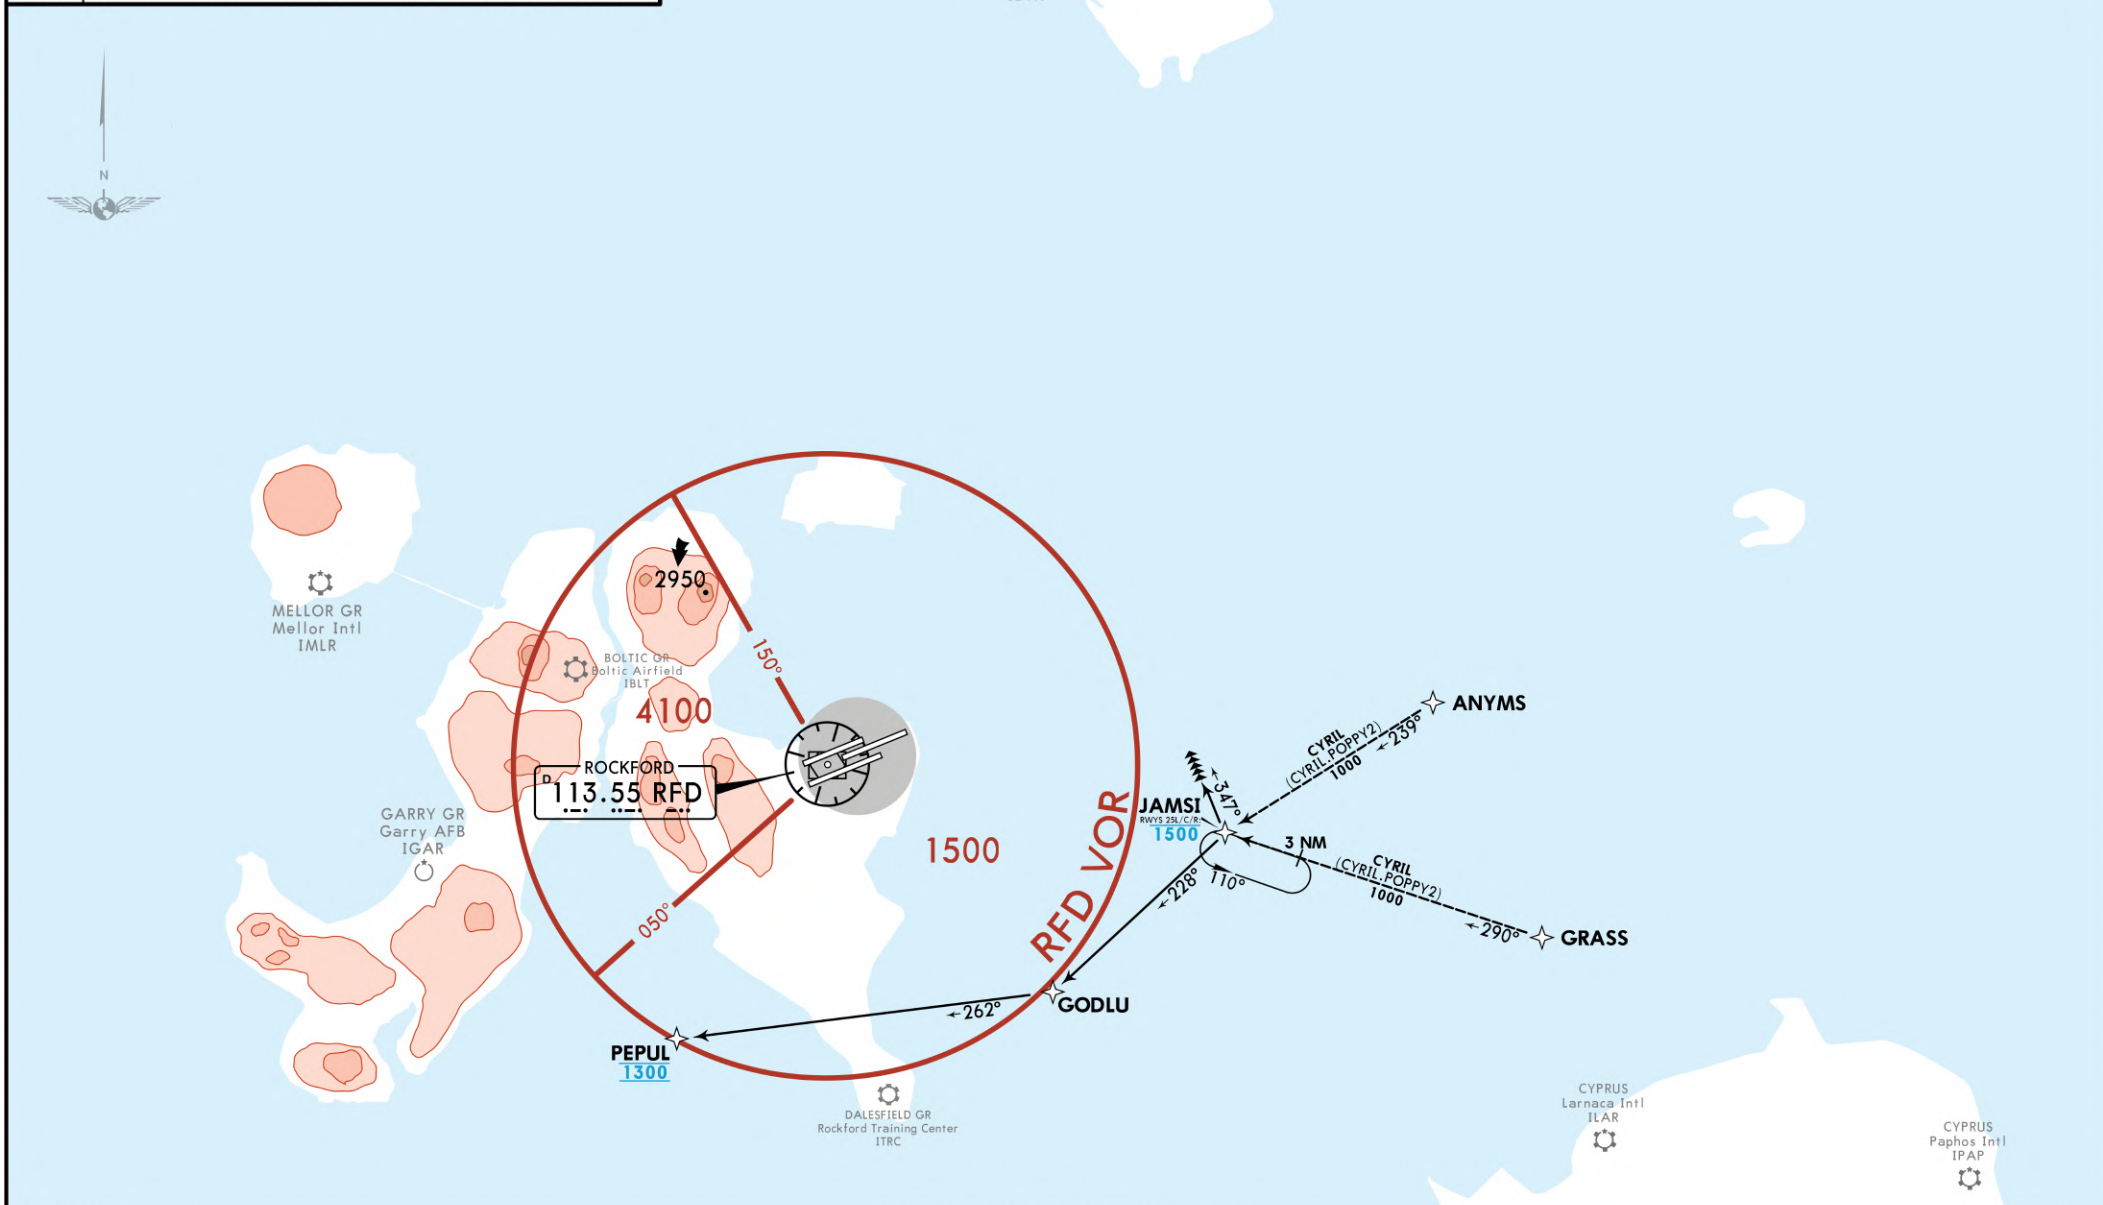 N
MELLOR GR
Mellor Intl
IMLR
2950
150°
BOLTIC GR
Boltic Airfield
IBLT
4100
ROCKFORD
D
113.55 RFD
GARRY GR
Garry AFB
IGAR
050°
1500
RFD VOR
ANYMS
CYRIL
(CYRIL.POPPY2)
1000
239°
347°
JAMSI
RWYS 25L/C/R:
1500
3 NM
110°
CYRIL
(CYRIL.POPPY2)
1000
290°
GRASS
228°
GODLU
262°
PEPUL
1300
DALESFIELD GR
Rockford Training Center
ITRC
CYPRUS
Larnaca Intl
ILAR
CYPRUS
Paphos Intl
IPAP